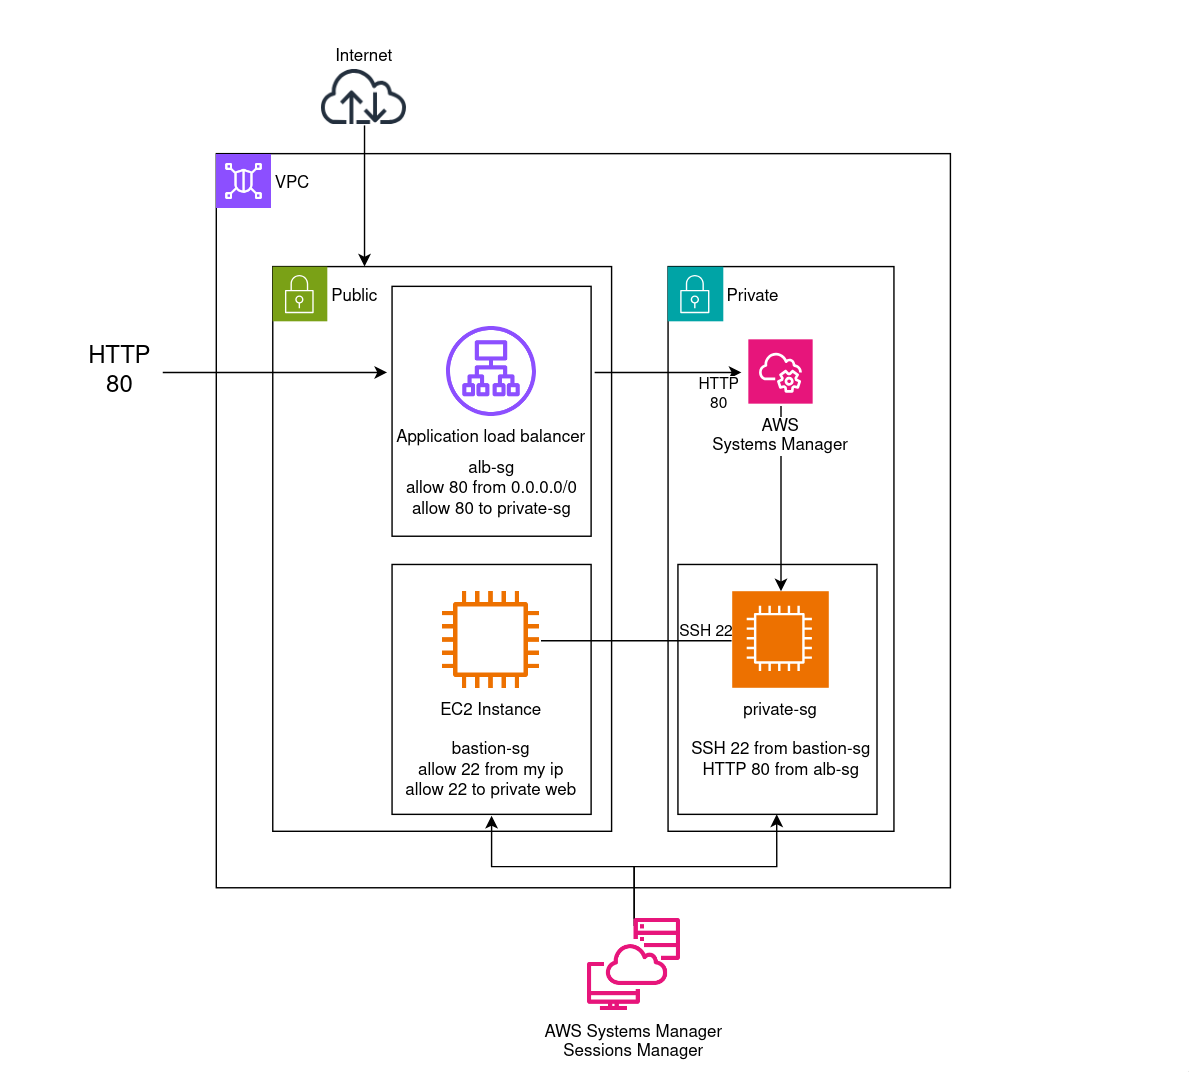 Internet
VPC
Public
Private
HTTP
80
HTTP
80
Application load balancer
alb-sg
allow 80 from 0.0.0.0/0
allow 80 to private-sg
AWS
Systems Manager
SSH 22
EC2 Instance
bastion-sg
allow 22 from my ip
allow 22 to private web
private-sg
SSH 22 from bastion-sg
HTTP 80 from alb-sg
AWS Systems Manager
Sessions Manager